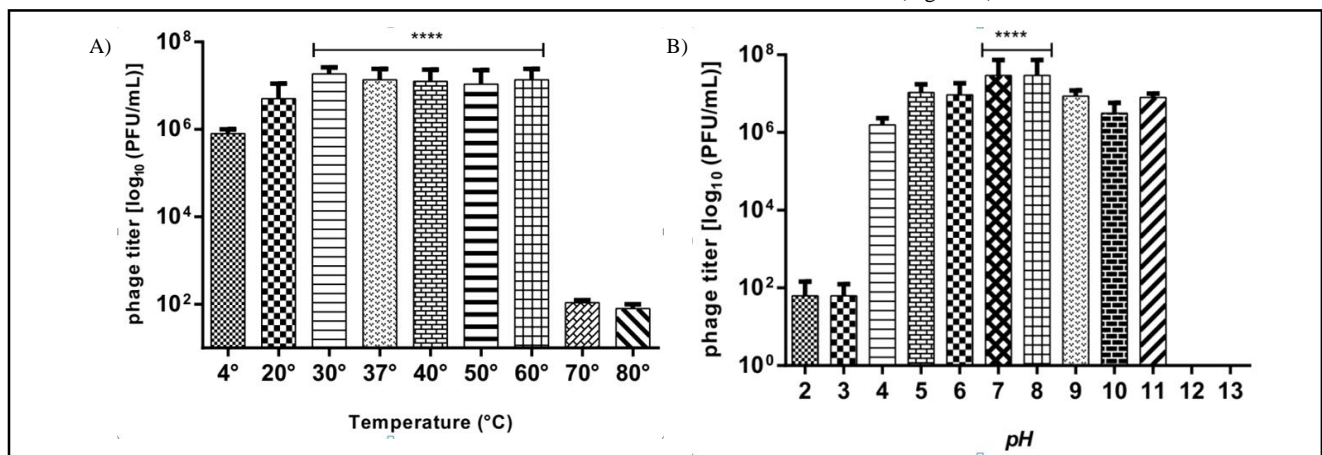 A)
phage titer [log₁₀ (PFU/mL)]
10⁸
10⁶
10⁴
10²
****
4° 20° 30° 37° 40° 50° 60° 70° 80°
Temperature (°C)
B)
phage titer [log₁₀ (PFU/mL)]
10⁸
10⁶
10⁴
10²
10⁰
****
2 3 4 5 6 7 8 9 10 11 12 13
pH